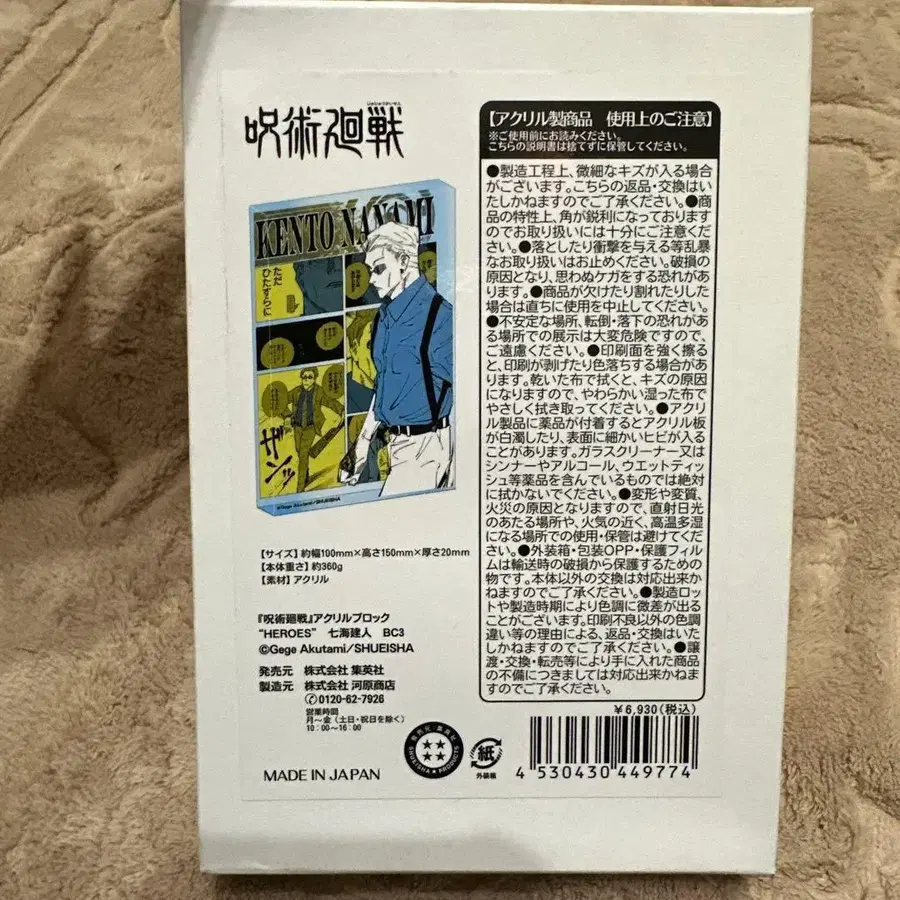 じゅじゅつかいせん
呪術廻戦
KENTO NANAMI
ただ
ひたすらに
ザンッ
©Gege Akutami/SHUEISHA
【サイズ】約幅100mm×高さ150mm×厚さ20mm
【本体重さ】約360g
【素材】アクリル
『呪術廻戦』アクリルブロック
“HEROES” 七海建人 BC3
©Gege Akutami/SHUEISHA
発売元 株式会社 集英社
製造元 株式会社 河原商店
✆0120-62-7926
営業時間
月〜金（土日・祝日を除く）
10：00〜16：00
MADE IN JAPAN
発売元/集英社
SHUEISHA PRODUCTS
【アクリル製商品 使用上のご注意】
※ご使用前にお読みください。
こちらの説明書は捨てずに保管してください。
●製造工程上、微細なキズが入る場合
がございます。こちらの返品・交換はい
たしかねますのでご了承ください。●商
品の特性上、角が鋭利になっております
のでお取り扱いには十分にご注意くださ
い。●落としたり衝撃を与える等乱暴
なお取り扱いはお止めください。破損の
原因となり、思わぬケガをする恐れがあ
ります。●商品が欠けたり割れたりした
場合は直ちに使用を中止してください。
●不安定な場所、転倒・落下の恐れがあ
る場所での展示は大変危険ですので、
ご遠慮ください。●印刷面を強く擦る
と、印刷が剥げたり色落ちする場合があ
ります。乾いた布で拭くと、キズの原因
になりますので、やわらかい湿った布で
やさしく拭き取ってください。●アクリ
ル製品に薬品が付着するとアクリル板
が白濁したり、表面に細かいヒビが入る
ことがあります。ガラスクリーナー又は
シンナーやアルコール、ウエットティッ
シュ等薬品を含んでいるものでは絶対
に拭かないでください。●変形や変質、
火災の原因となりますので、直射日光
のあたる場所や、火気の近く、高温多湿
になる場所での使用・保管は避けてくだ
さい。●外装箱・包装OPP・保護フィル
ムは輸送時の破損から保護するための
物です。本体以外の交換は対応出来か
ねますのでご了承ください。●製造ロッ
トや製造時期により色調に微差が出る
ことがございます。印刷不良以外の色調
違い等の理由による、返品・交換はいた
しかねますのでご了承ください。●譲
渡・交換・転売等により手に入れた商品
の不備につきましては対応出来かねま
すのでご了承ください。
￥6,930（税込）
紙
外装箱
4 530430 449774